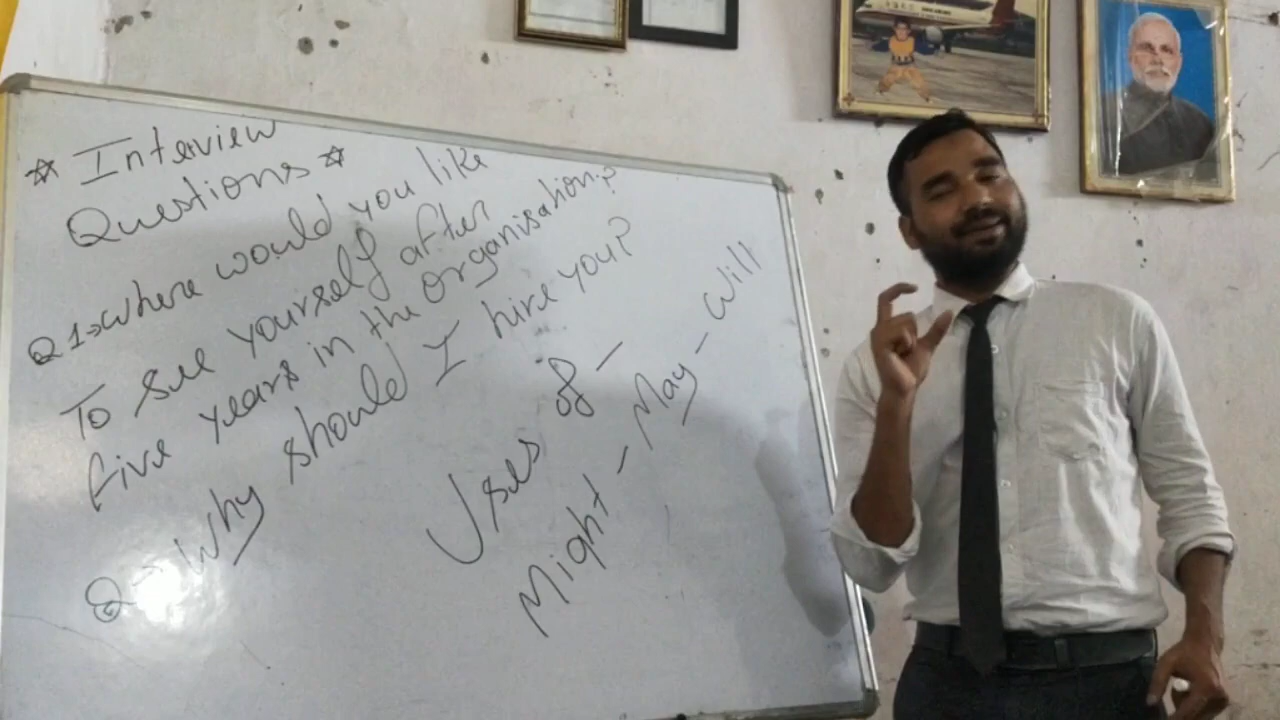 ☆ Interview
Questions ☆
Q1→ where would you like
To see yourself after
five years in the organisation?
Q→ Why should I hire you?
Uses of –
Might – May – Will